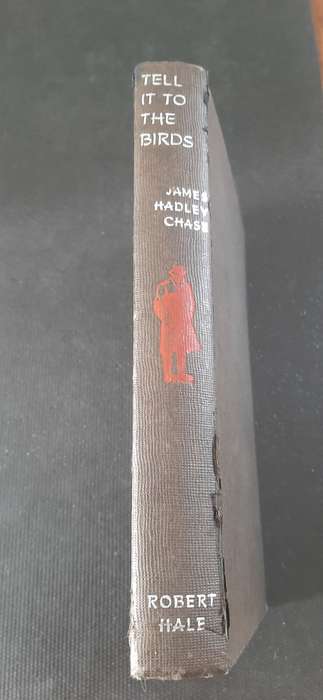 TELL
IT TO
THE
BIRDS
JAMES
HADLEY
CHASE
ROBERT
HALE